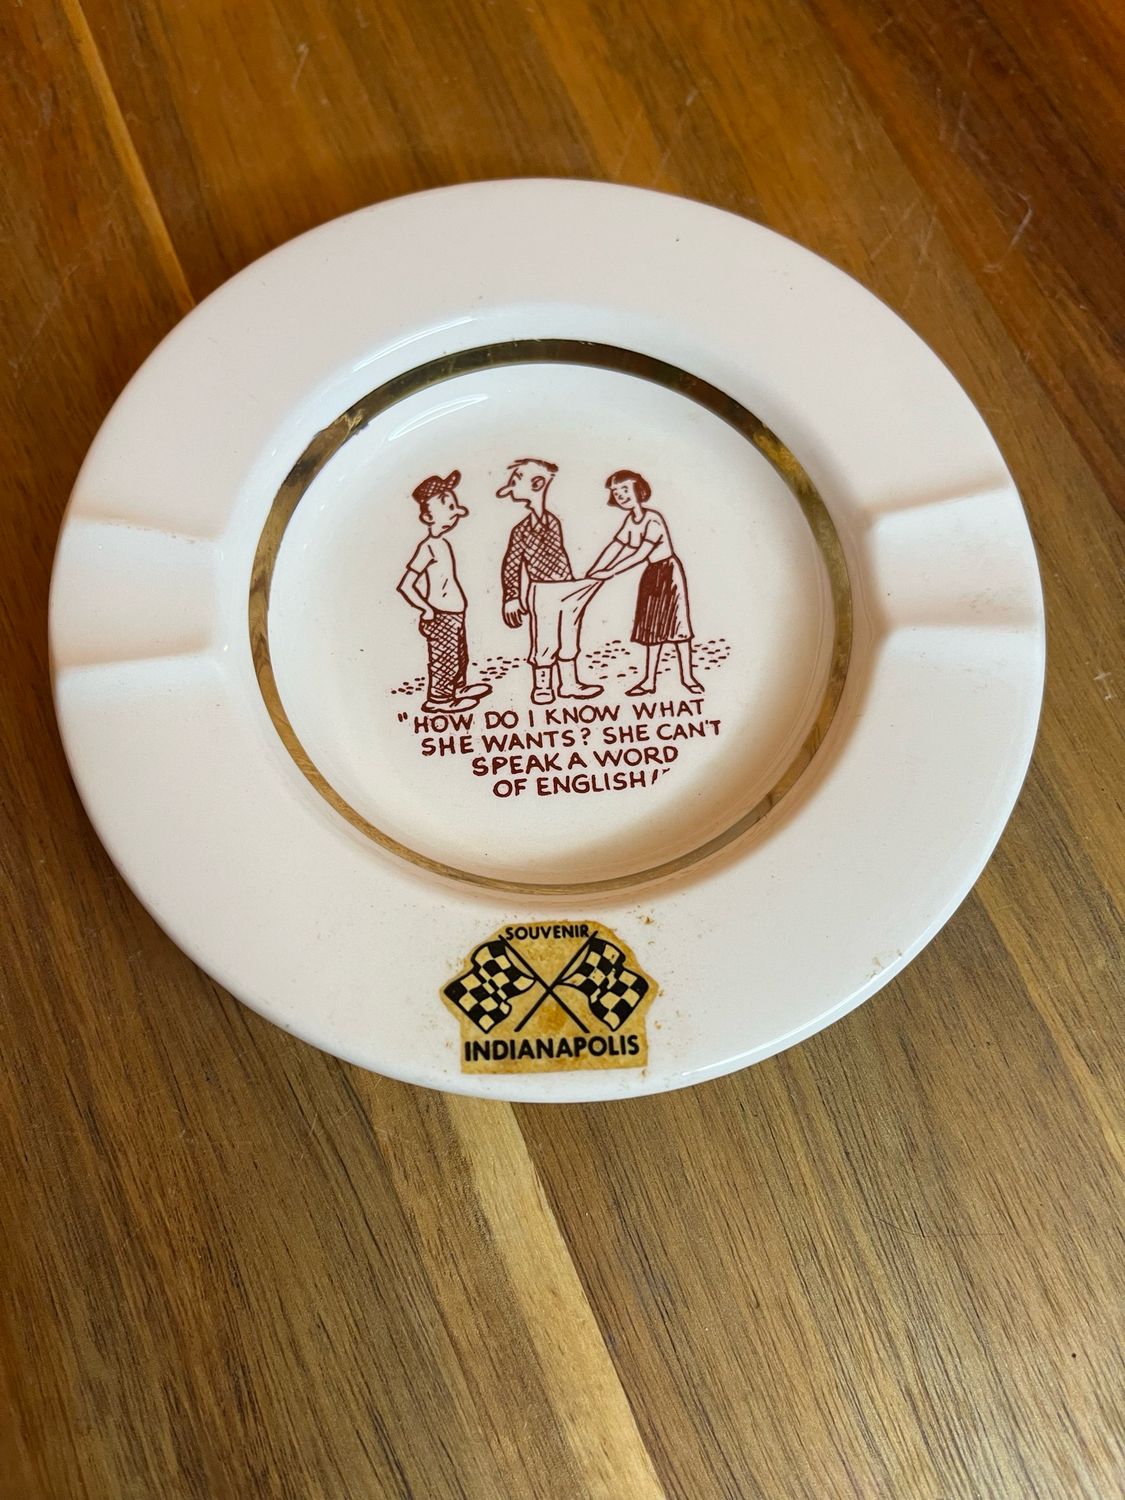 "HOW DO I KNOW WHAT
SHE WANTS? SHE CAN'T
SPEAK A WORD
OF ENGLISH!"
SOUVENIR
INDIANAPOLIS